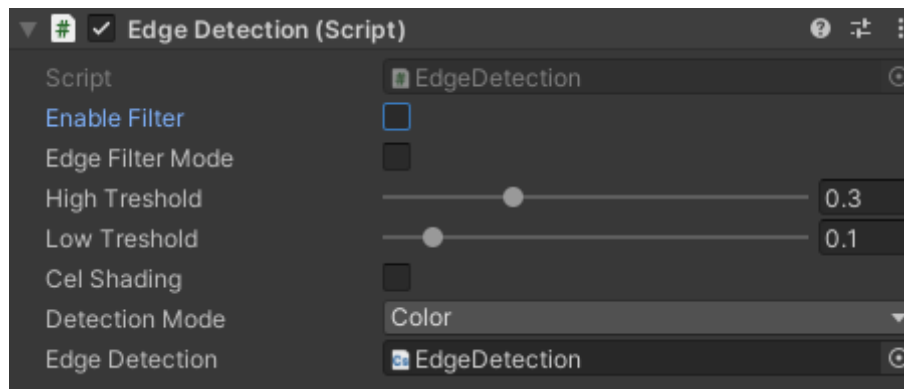 Edge Detection (Script)
Script EdgeDetection
Enable Filter
Edge Filter Mode
High Treshold 0.3
Low Treshold 0.1
Cel Shading
Detection Mode Color
Edge Detection EdgeDetection